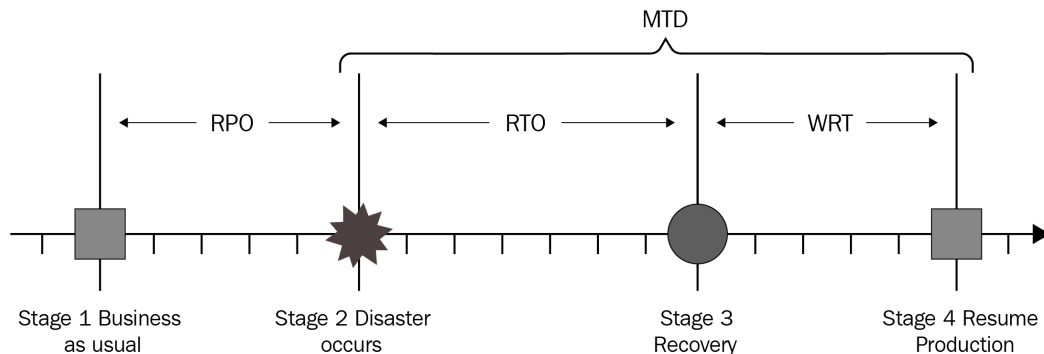 MTD
RPO
RTO
WRT
Stage 1 Business
as usual
Stage 2 Disaster
occurs
Stage 3
Recovery
Stage 4 Resume
Production